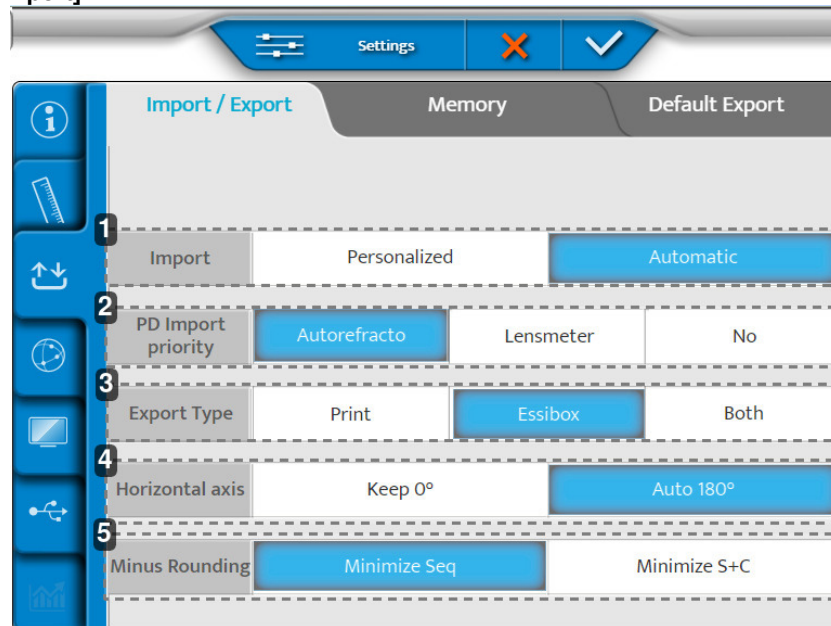 Settings
Import / Export Memory Default Export
1
Import Personalized Automatic
2
PD Import priority Autorefracto Lensmeter No
3
Export Type Print Essibox Both
4
Horizontal axis Keep 0° Auto 180°
5
Minus Rounding Minimize Seq Minimize S+C